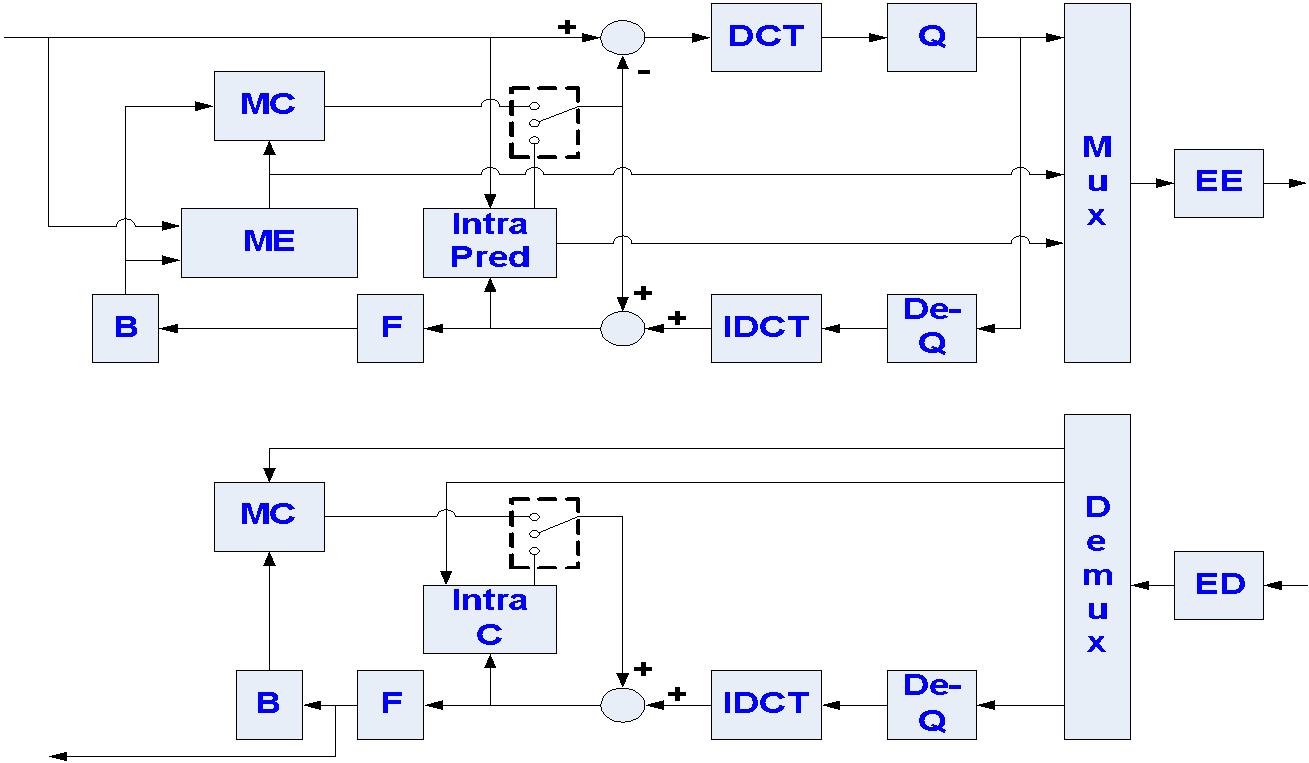 +
DCT
Q
-
MC
M
u
x
EE
Intra
Pred
ME
+
B
F
+
IDCT
De-
Q
MC
D
e
m
u
x
ED
Intra
C
+
B
F
+
IDCT
De-
Q